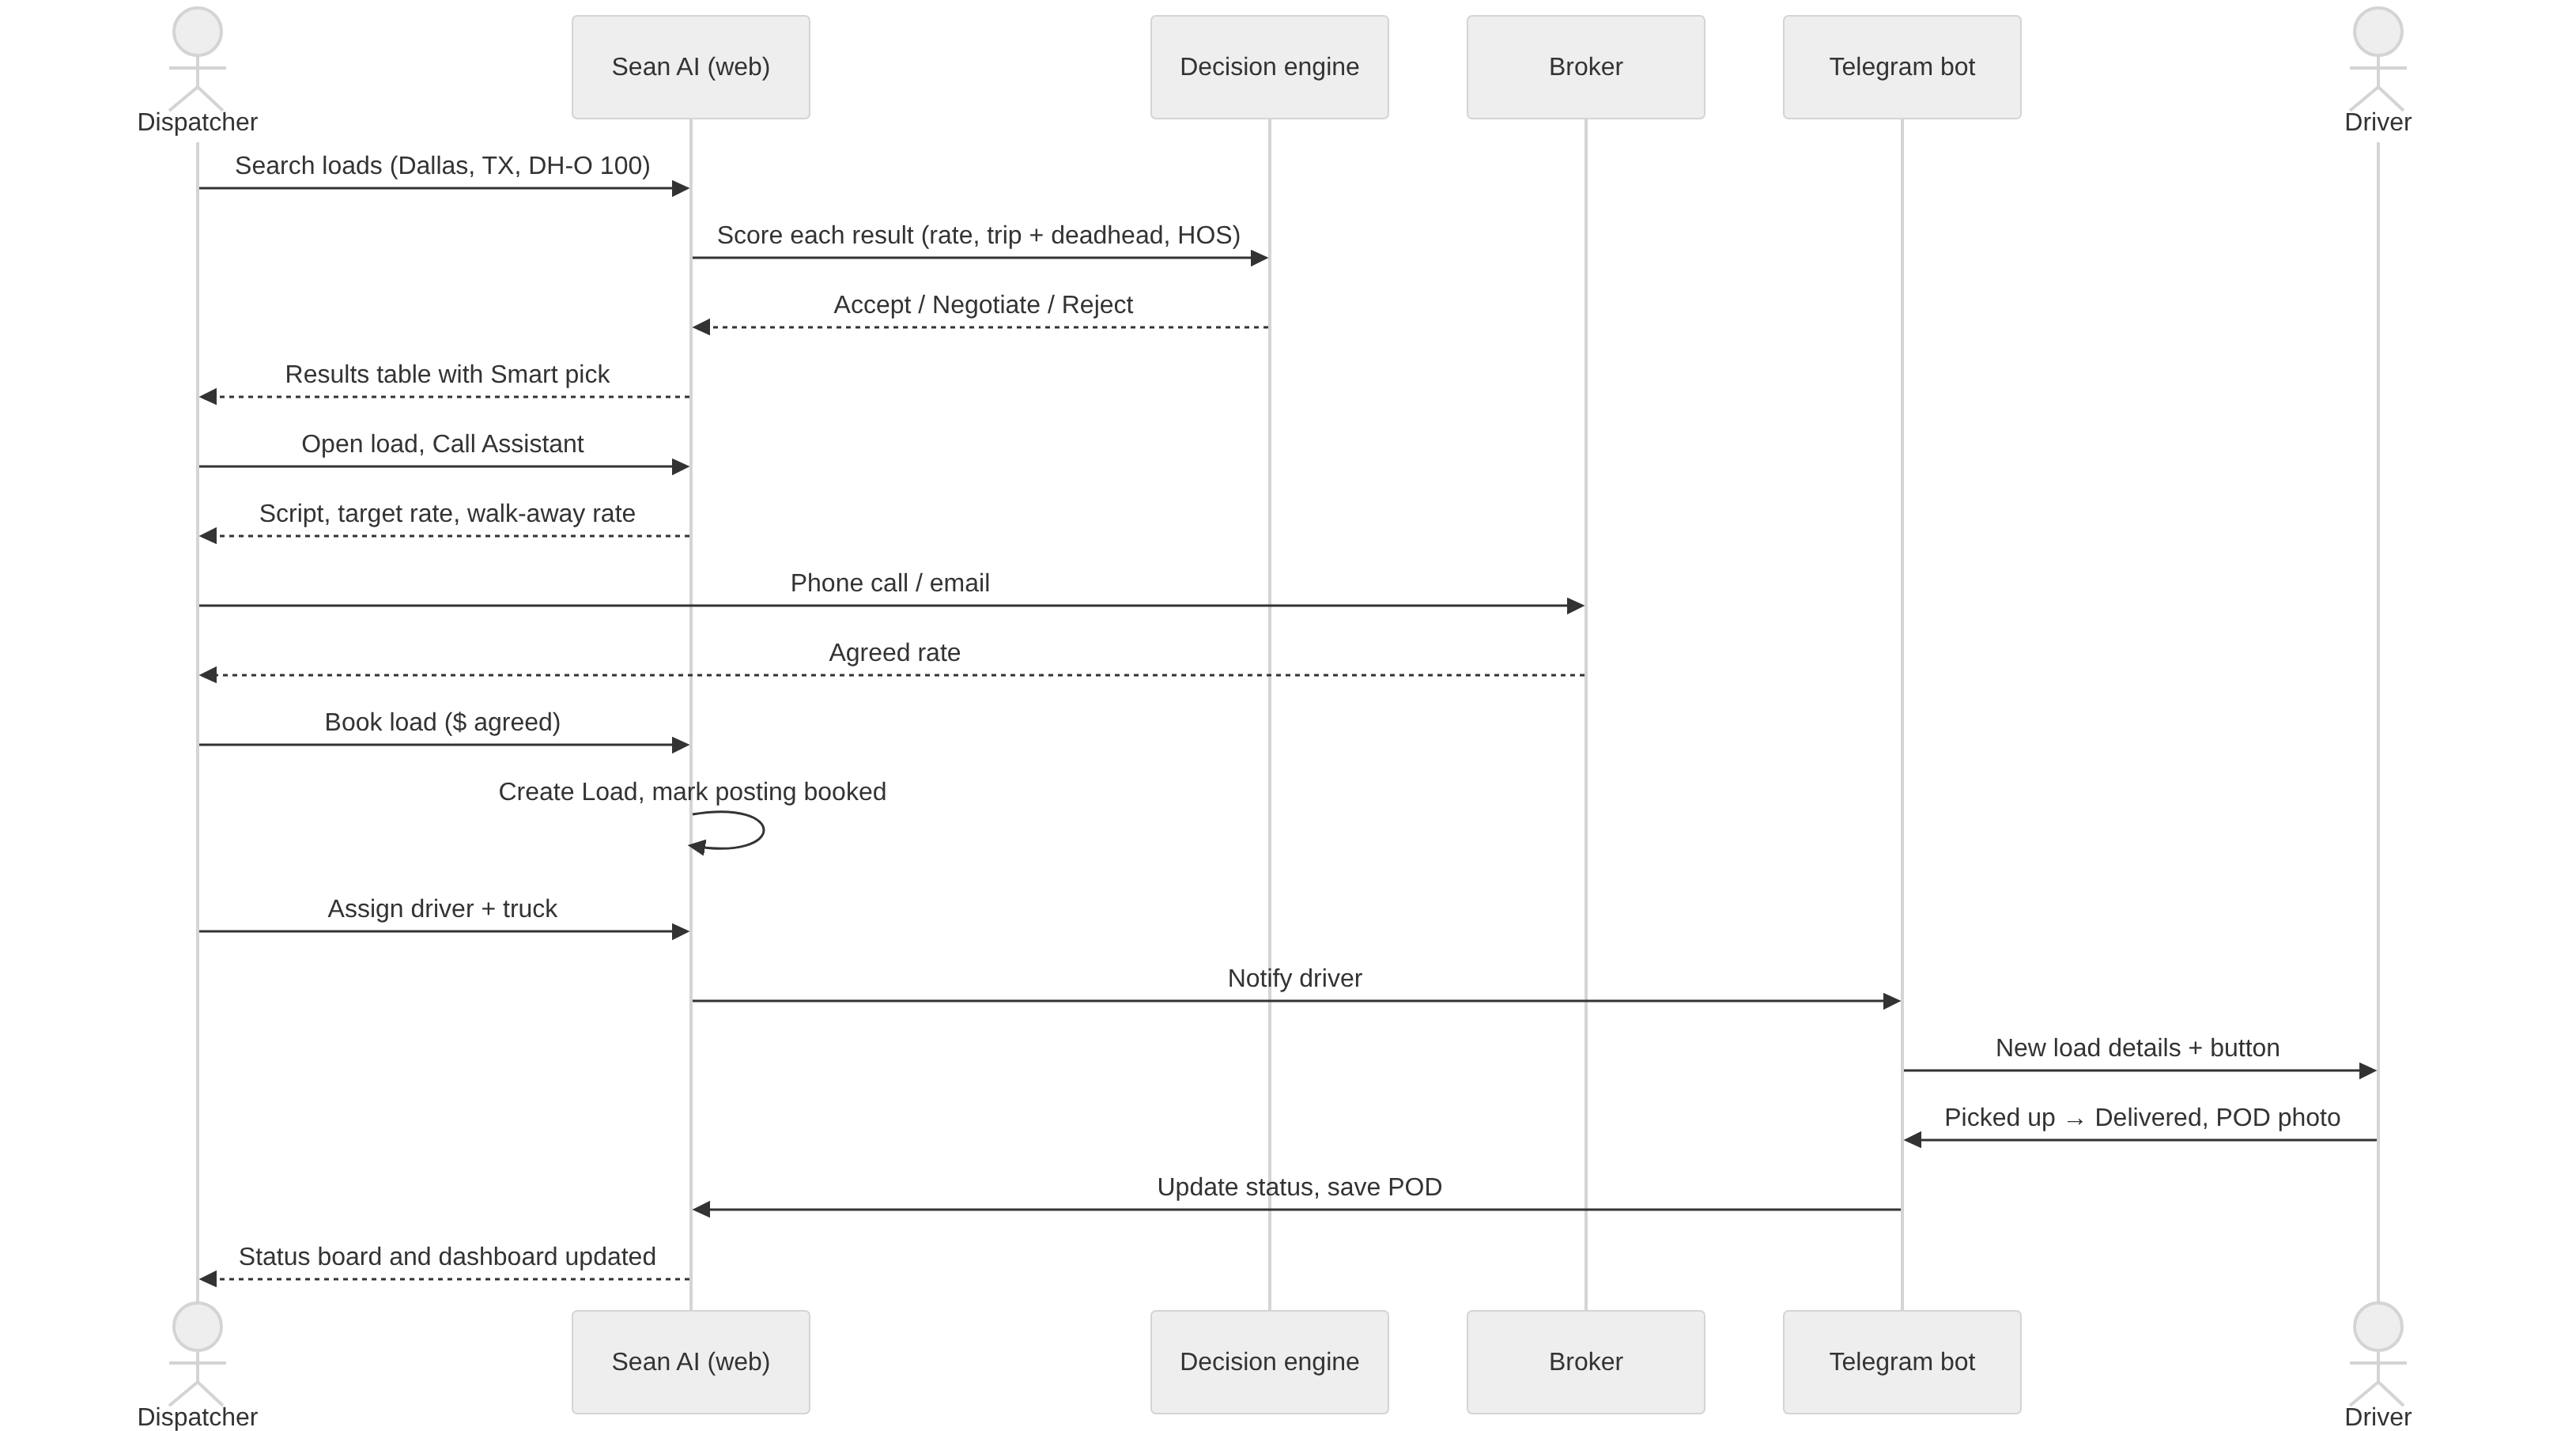 Dispatcher
Sean AI (web)
Decision engine
Broker
Telegram bot
Driver
Search loads (Dallas, TX, DH-O 100)
Score each result (rate, trip + deadhead, HOS)
Accept / Negotiate / Reject
Results table with Smart pick
Open load, Call Assistant
Script, target rate, walk-away rate
Phone call / email
Agreed rate
Book load ($ agreed)
Create Load, mark posting booked
Assign driver + truck
Notify driver
New load details + button
Picked up → Delivered, POD photo
Update status, save POD
Status board and dashboard updated
Dispatcher
Sean AI (web)
Decision engine
Broker
Telegram bot
Driver